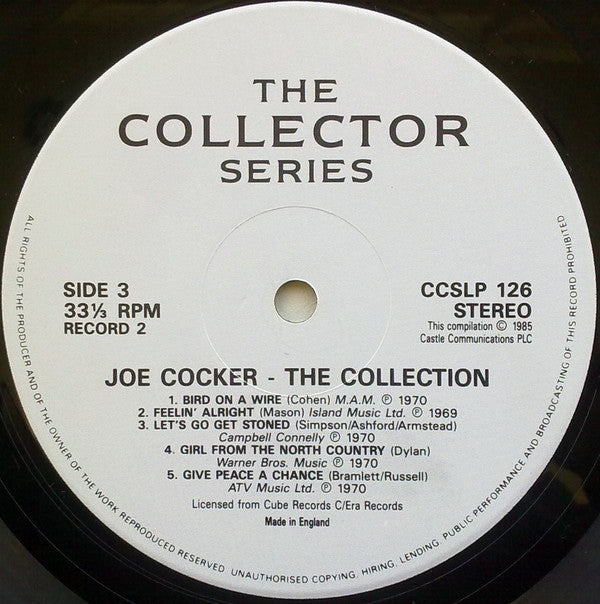 THE
COLLECTOR
SERIES
SIDE 3
33⅓ RPM
RECORD 2
CCSLP 126
STEREO
This compilation © 1985
Castle Communications PLC
JOE COCKER - THE COLLECTION
1. BIRD ON A WIRE (Cohen) M.A.M. ℗ 1970
2. FEELIN' ALRIGHT (Mason) Island Music Ltd. ℗ 1969
3. LET'S GO GET STONED (Simpson/Ashford/Armstead)
Campbell Connelly ℗ 1970
4. GIRL FROM THE NORTH COUNTRY (Dylan)
Warner Bros. Music ℗ 1970
5. GIVE PEACE A CHANCE (Bramlett/Russell)
ATV Music Ltd. ℗ 1970
Licensed from Cube Records C/Era Records
Made in England
ALL RIGHTS OF THE PRODUCER AND OF THE OWNER OF THE WORK REPRODUCED RESERVED UNAUTHORISED COPYING, HIRING, LENDING, PUBLIC PERFORMANCE AND BROADCASTING OF THIS RECORD PROHIBITED